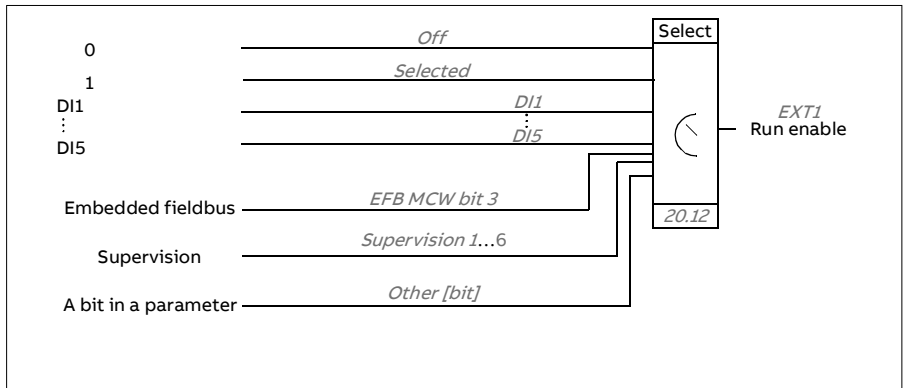 Select
0 Off
1 Selected
DI1 DI1
DI5 DI5
EXT1
Run enable
Embedded fieldbus EFB MCW bit 3
20.12
Supervision Supervision 1...6
A bit in a parameter Other [bit]